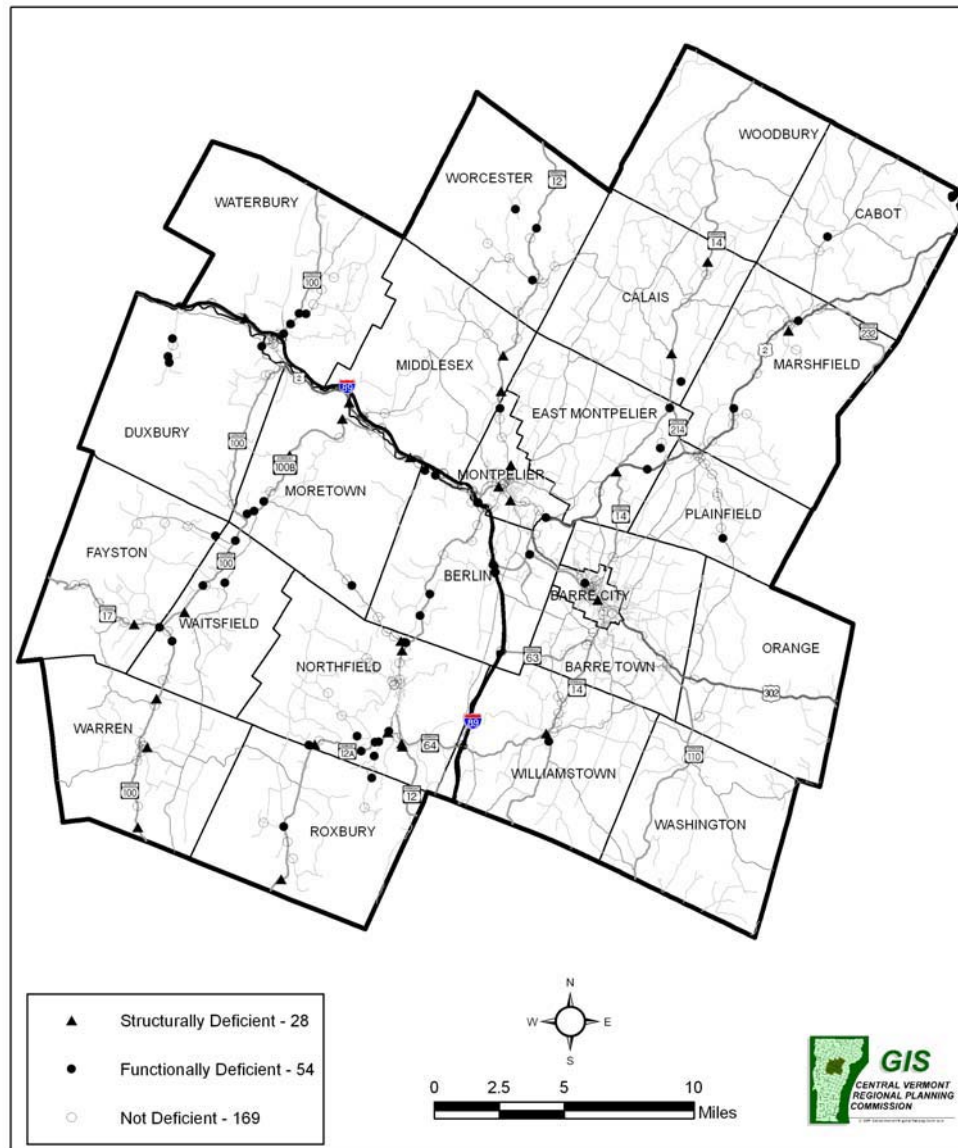 WOODBURY
WORCESTER
12
WATERBURY
CABOT
14
CALAIS
100
232
2
MARSHFIELD
MIDDLESEX
2
89
EAST MONTPELIER
214
DUXBURY
100
100B
MONTPELIER
MORETOWN
14
PLAINFIELD
FAYSTON
100
BERLIN
BARRE CITY
17
WAITSFIELD
ORANGE
63
NORTHFIELD
BARRE TOWN
14
302
89
WARREN
12A
64
110
WILLIAMSTOWN
100
12
ROXBURY
WASHINGTON
Structurally Deficient - 28
Functionally Deficient - 54
Not Deficient - 169
N
W
E
S
0 2.5 5 10
Miles
GIS
CENTRAL VERMONT
REGIONAL PLANNING
COMMISSION